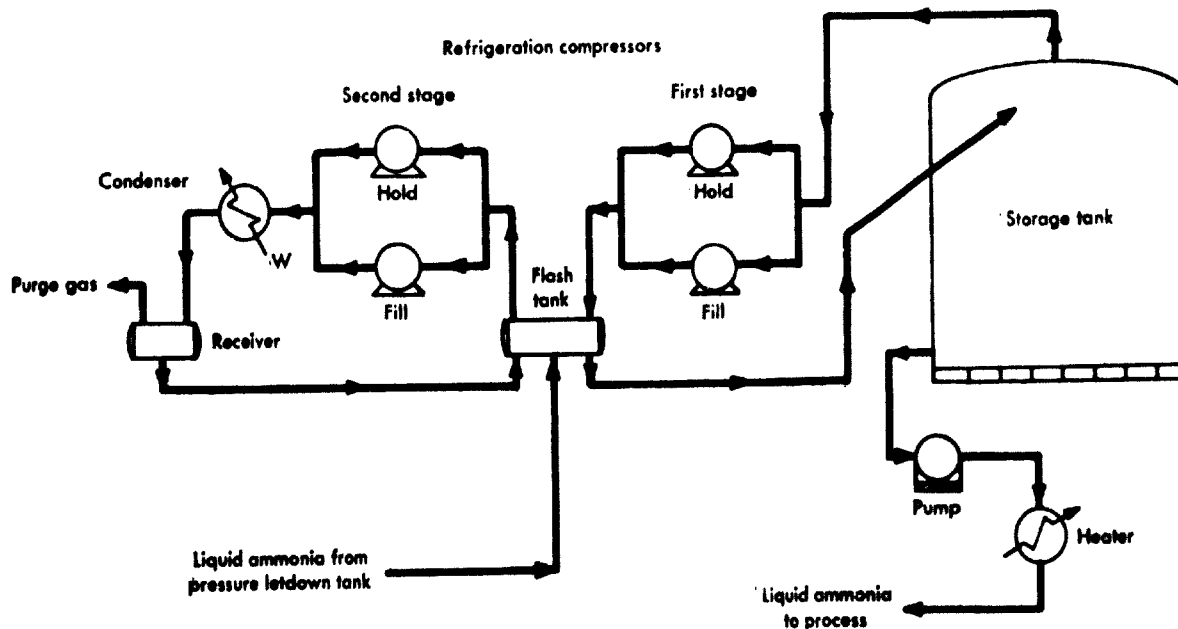 Refrigeration compressors
Second stage
First stage
Condenser
Hold
Hold
Storage tank
W
Purge gas
Flash
tank
Fill
Fill
Receiver
Pump
Heater
Liquid ammonia from
pressure letdown tank
Liquid ammonia
to process